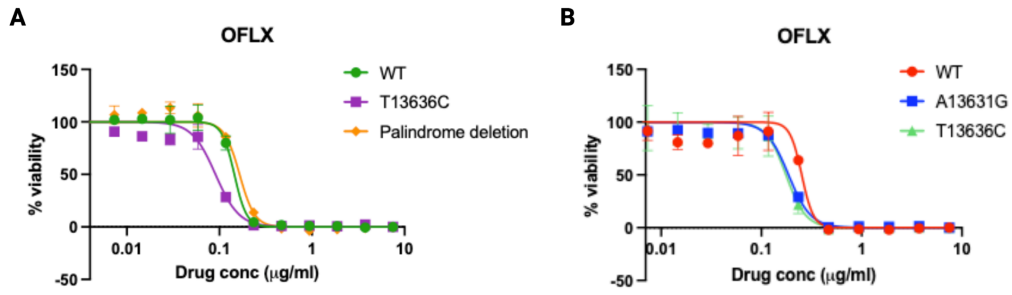 A
OFLX
150
100
50
0
-50
% viability
0.01
0.1
1
10
Drug conc (μg/ml)
WT
T13636C
Palindrome deletion
B
OFLX
150
100
50
0
-50
% viability
0.01
0.1
1
10
Drug conc (μg/ml)
WT
A13631G
T13636C